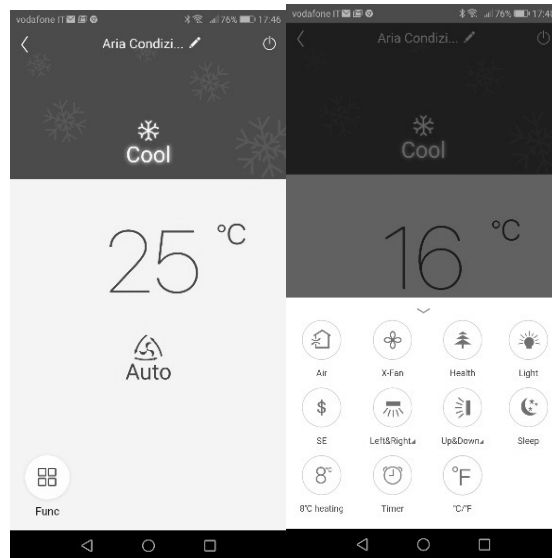 vodafone IT 76% 17:46
Aria Condizi...
Cool
25 °C
Auto
Func
vodafone IT 76% 17:48
Aria Condizi...
Cool
16 °C
Air X-Fan Health Light
$
SE Left&Right Up&Down Sleep
8°C °F
8°C heating Timer °C/°F